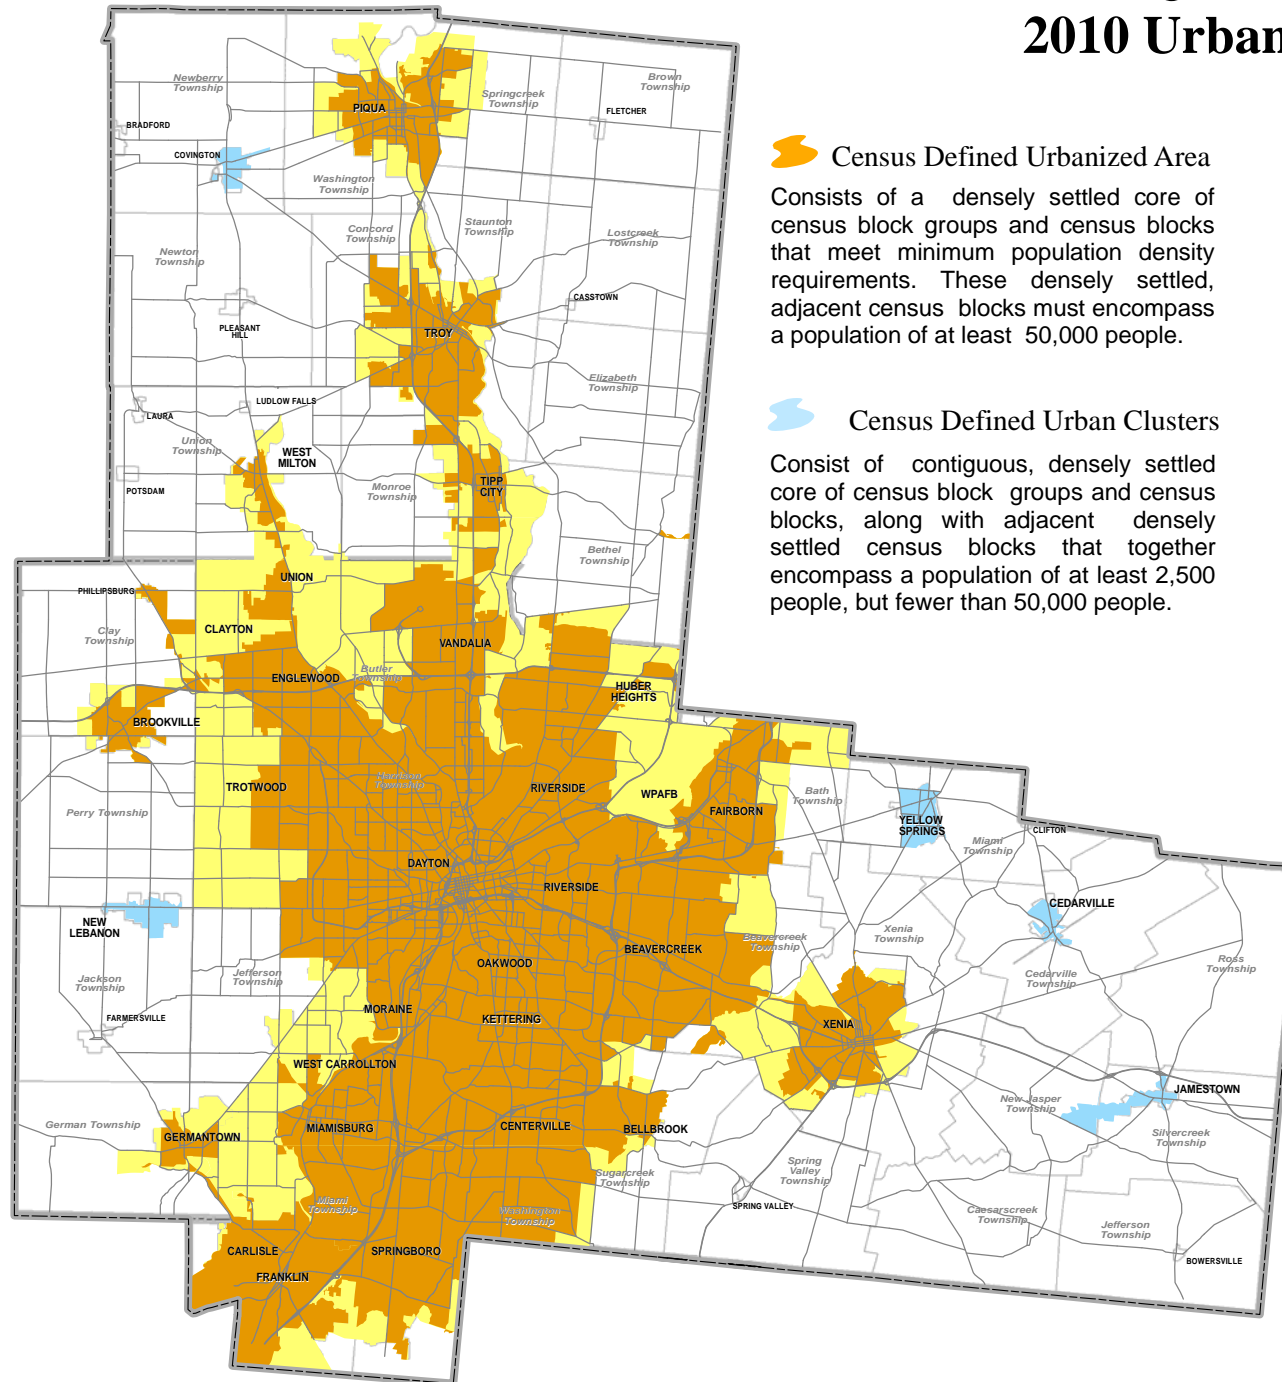 2010 Urban
Census Defined Urbanized Area
Consists of a densely settled core of
census block groups and census blocks
that meet minimum population density
requirements. These densely settled,
adjacent census blocks must encompass
a population of at least 50,000 people.
Census Defined Urban Clusters
Consist of contiguous, densely settled
core of census block groups and census
blocks, along with adjacent densely
settled census blocks that together
encompass a population of at least 2,500
people, but fewer than 50,000 people.
Newberry
Township
Brown
Township
Springcreek
Township
PIQUA
FLETCHER
BRADFORD
COVINGTON
Washington
Township
Staunton
Township
Concord
Township
Lostcreek
Township
Newton
Township
CASSTOWN
PLEASANT
HILL
TROY
Elizabeth
Township
LUDLOW FALLS
LAURA
Union
Township
WEST
MILTON
TIPP
CITY
POTSDAM
Monroe
Township
Bethel
Township
UNION
PHILLIPSBURG
CLAYTON
Clay
Township
VANDALIA
Butler
Township
ENGLEWOOD
HUBER
HEIGHTS
BROOKVILLE
Harrison
Township
TROTWOOD
RIVERSIDE
WPAFB
Bath
Township
FAIRBORN
Perry Township
YELLOW
SPRINGS
CLIFTON
Miami
Township
DAYTON
RIVERSIDE
CEDARVILLE
NEW
LEBANON
Xenia
Township
Beavercreek
Township
BEAVERCREEK
OAKWOOD
Ross
Township
Jackson
Township
Jefferson
Township
Cedarville
Township
MORAINE
FARMERSVILLE
KETTERING
XENIA
WEST CARROLLTON
JAMESTOWN
New Jasper
Township
German Township
GERMANTOWN
MIAMISBURG
CENTERVILLE
BELLBROOK
Silvercreek
Township
Spring
Valley
Township
Sugarcreek
Township
Miami
Township
SPRING VALLEY
Washington
Township
Caesarscreek
Township
Jefferson
Township
CARLISLE
SPRINGBORO
BOWERSVILLE
FRANKLIN